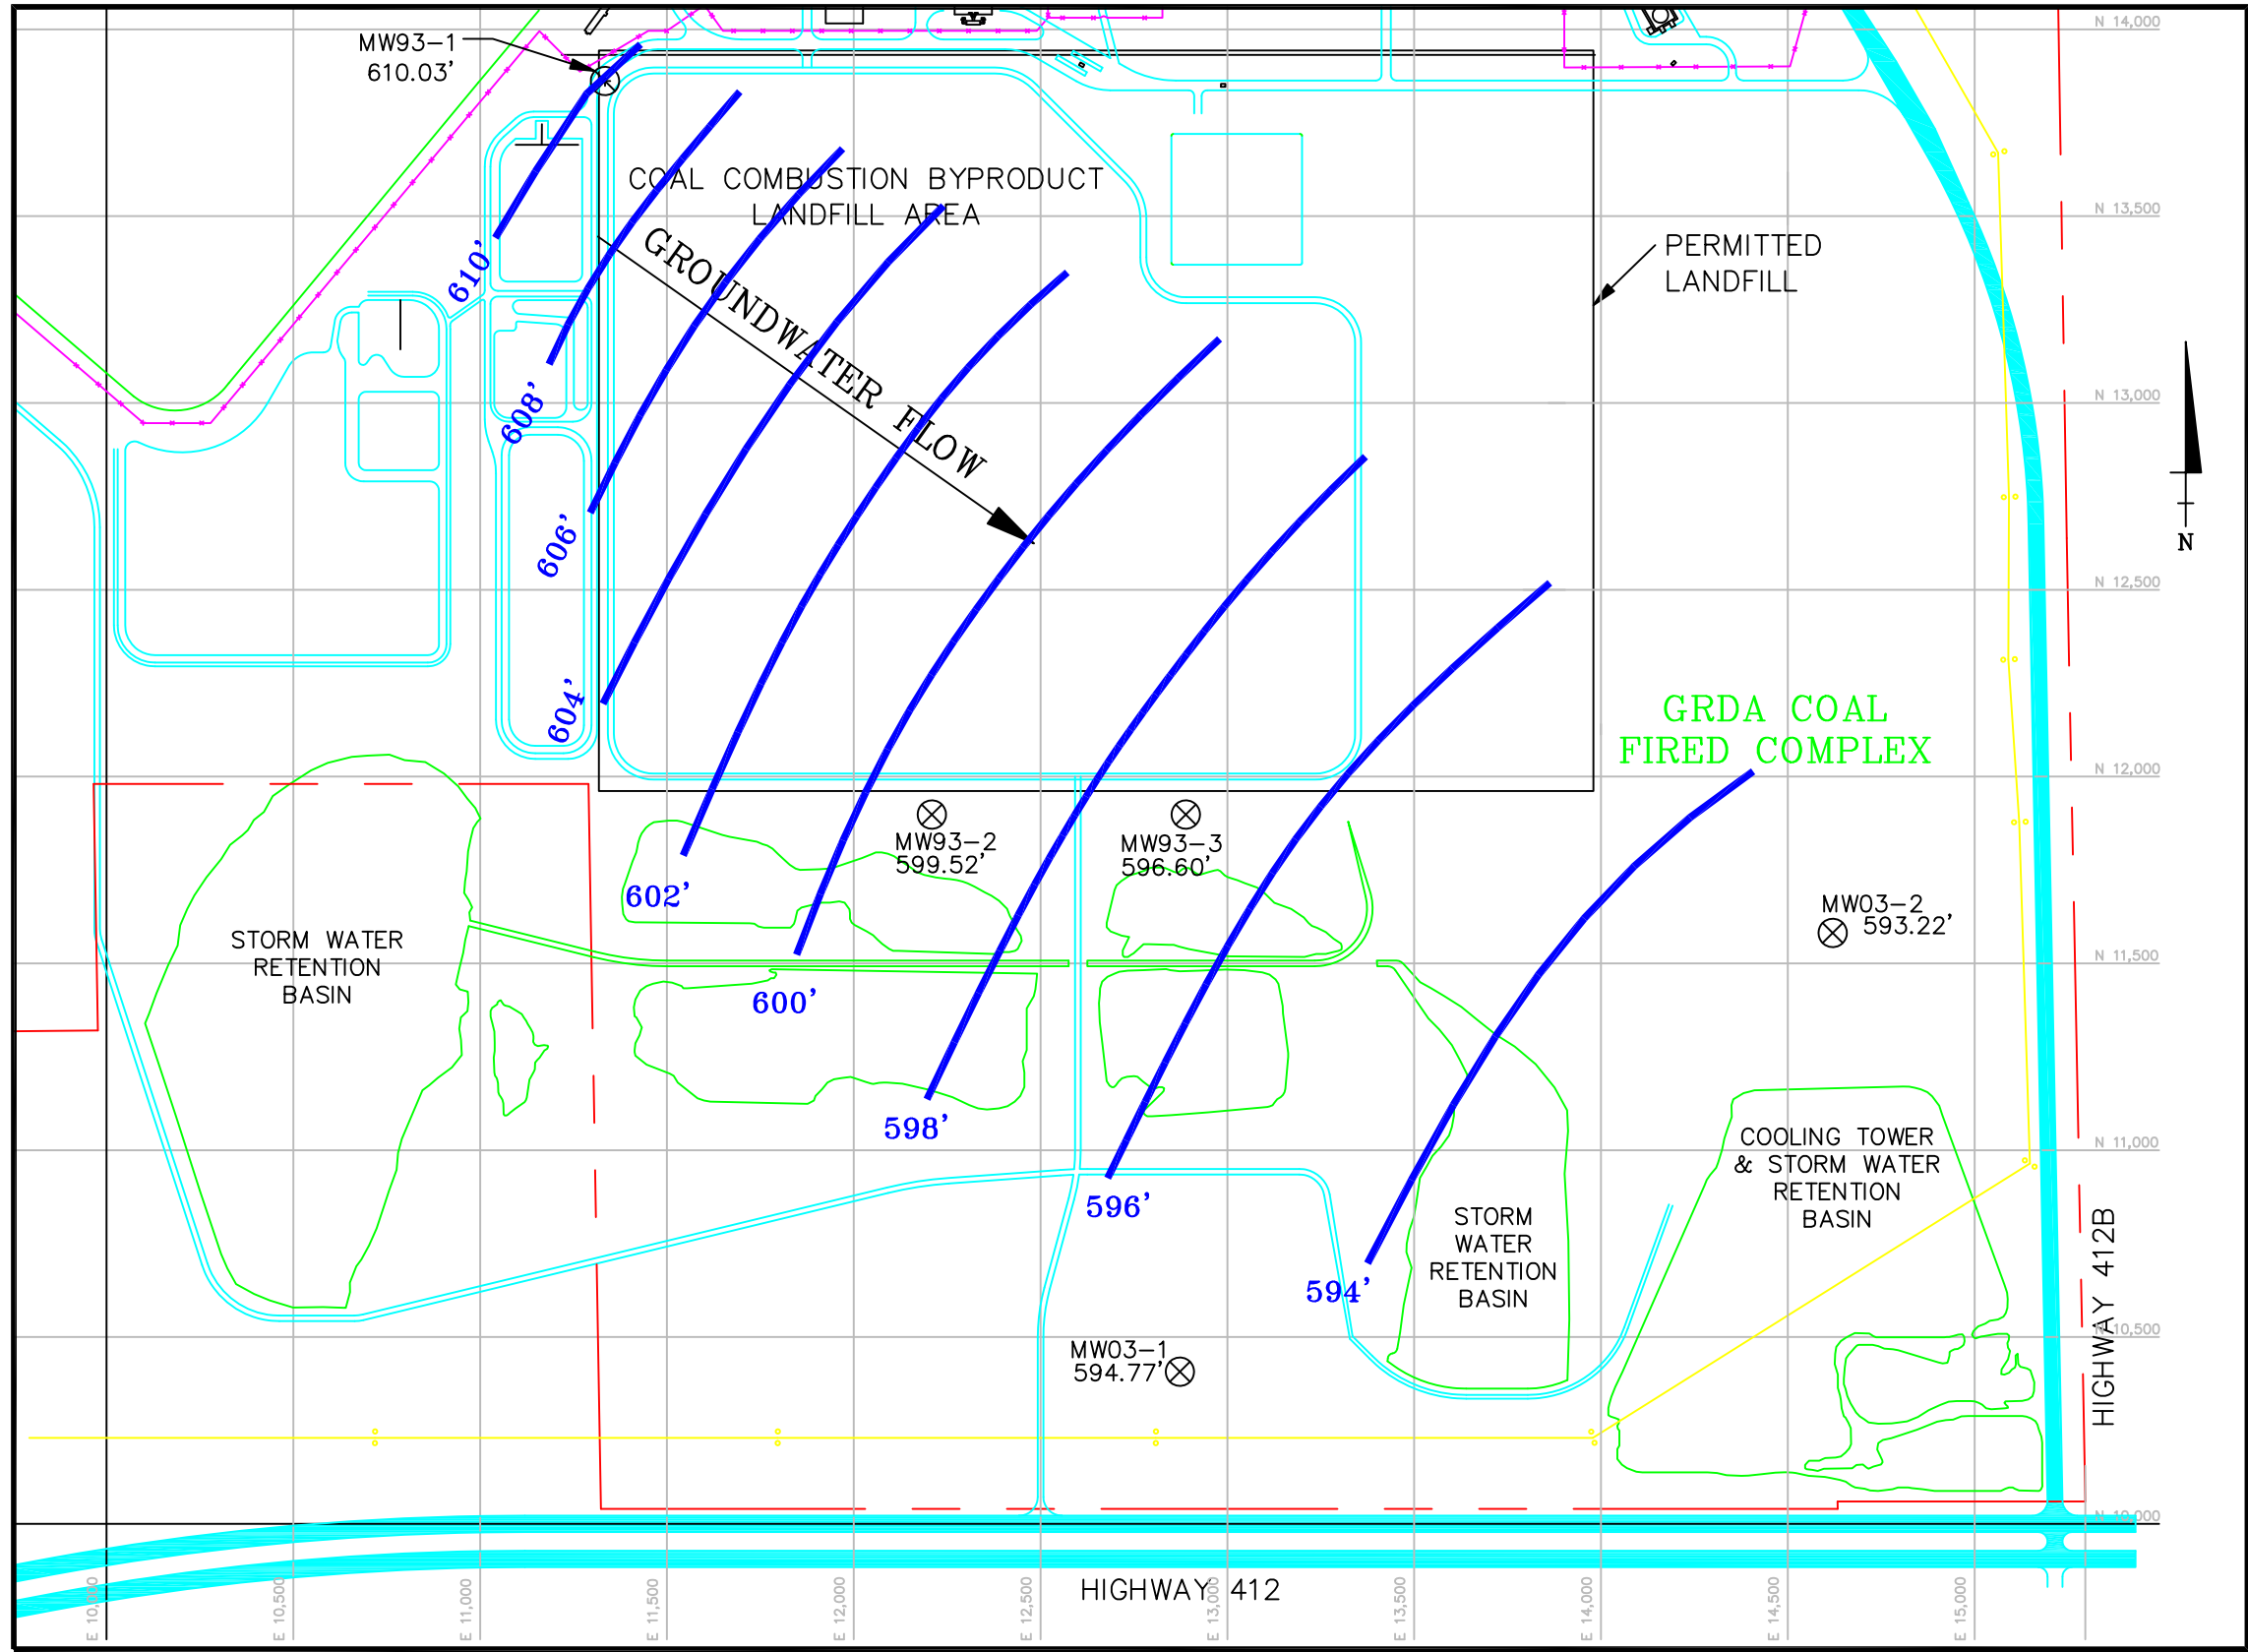 N 14,000
MW93-1
610.03'
COAL COMBUSTION BYPRODUCT
LANDFILL AREA
N 13,500
PERMITTED
LANDFILL
GROUNDWATER FLOW
610'
N 13,000
608'
606'
N
N 12,500
604'
GRDA COAL
FIRED COMPLEX
N 12,000
MW93-2
599.52'
MW93-3
596.60'
602'
MW03-2
593.22'
STORM WATER
RETENTION
BASIN
N 11,500
600'
598'
COOLING TOWER
& STORM WATER
RETENTION
BASIN
N 11,000
596'
STORM
WATER
RETENTION
BASIN
594'
HIGHWAY 412B
N 10,500
MW03-1
594.77'
N 10,000
HIGHWAY 412
E 10,000
E 10,500
E 11,000
E 11,500
E 12,000
E 12,500
E 13,000
E 13,500
E 14,000
E 14,500
E 15,000